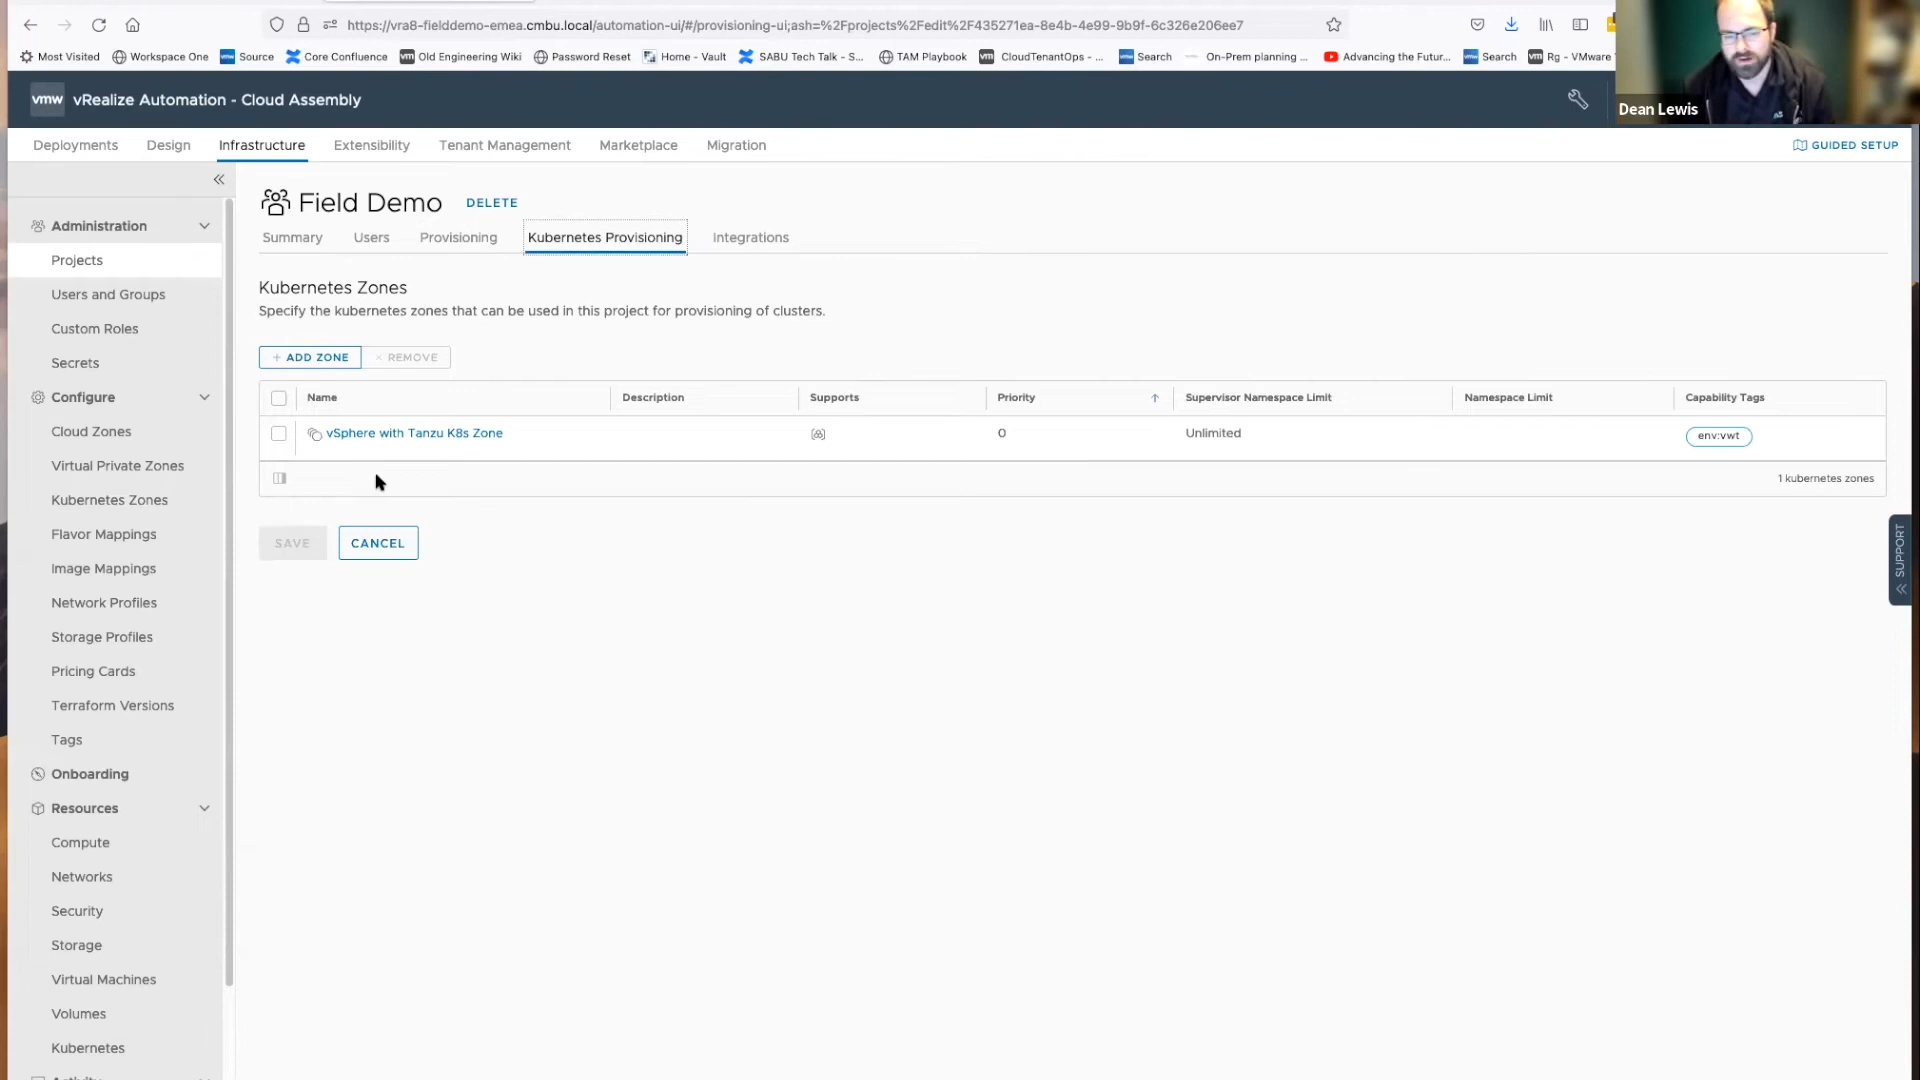 https://vra8-fielddemo-emea.cmbu.local/automation-ui/#/provisioning-ui;ash=%2Fprojects%2Fedit%2F435271ea-8e4b-4e99-9b9f-6c326e206ee7
Most Visited Workspace One Source Core Confluence Old Engineering Wiki Password Reset Home - Vault SABU Tech Talk - S... TAM Playbook CloudTenantOps - ... Search On-Prem planning ... Advancing the Futur... Search Rg - VMware
vmw vRealize Automation - Cloud Assembly
Dean Lewis
Deployments Design Infrastructure Extensibility Tenant Management Marketplace Migration GUIDED SETUP
Administration
Projects
Users and Groups
Custom Roles
Secrets
Configure
Cloud Zones
Virtual Private Zones
Kubernetes Zones
Flavor Mappings
Image Mappings
Network Profiles
Storage Profiles
Pricing Cards
Terraform Versions
Tags
Onboarding
Resources
Compute
Networks
Security
Storage
Virtual Machines
Volumes
Kubernetes
Field Demo DELETE
Summary Users Provisioning Kubernetes Provisioning Integrations
Kubernetes Zones
Specify the kubernetes zones that can be used in this project for provisioning of clusters.
+ ADD ZONE × REMOVE
Name Description Supports Priority Supervisor Namespace Limit Namespace Limit Capability Tags
vSphere with Tanzu K8s Zone 0 Unlimited env:vwt
1 kubernetes zones
SAVE CANCEL
SUPPORT